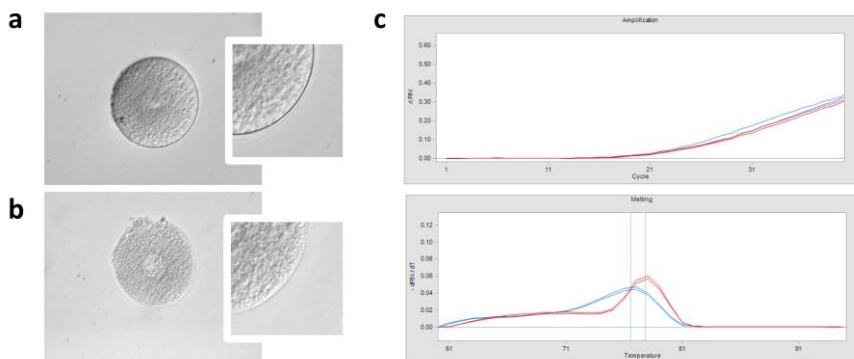 a
b
c
Amplification
0.60
0.50
0.40
0.30
0.20
0.10
0.00
ΔRN
1 11 21 31
Cycle
Melting
0.12
0.10
0.08
0.06
0.04
0.02
0.00
- dRN / dT
61 71 81 91
Temperature